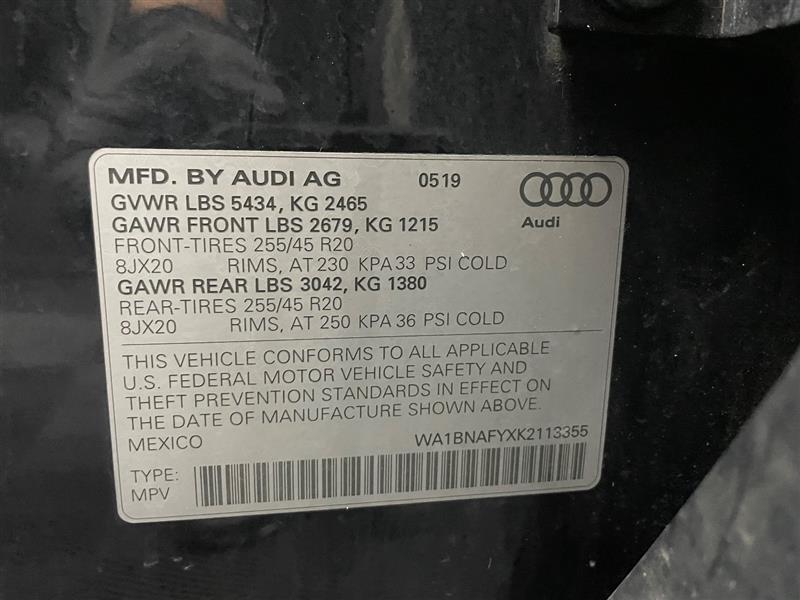 MFD. BY AUDI AG 0519
GVWR LBS 5434, KG 2465
GAWR FRONT LBS 2679, KG 1215
Audi
FRONT-TIRES 255/45 R20
8JX20 RIMS, AT 230 KPA 33 PSI COLD
GAWR REAR LBS 3042, KG 1380
REAR-TIRES 255/45 R20
8JX20 RIMS, AT 250 KPA 36 PSI COLD
THIS VEHICLE CONFORMS TO ALL APPLICABLE
U.S. FEDERAL MOTOR VEHICLE SAFETY AND
THEFT PREVENTION STANDARDS IN EFFECT ON
THE DATE OF MANUFACTURE SHOWN ABOVE.
MEXICO WA1BNAFYXK2113355
TYPE:
MPV